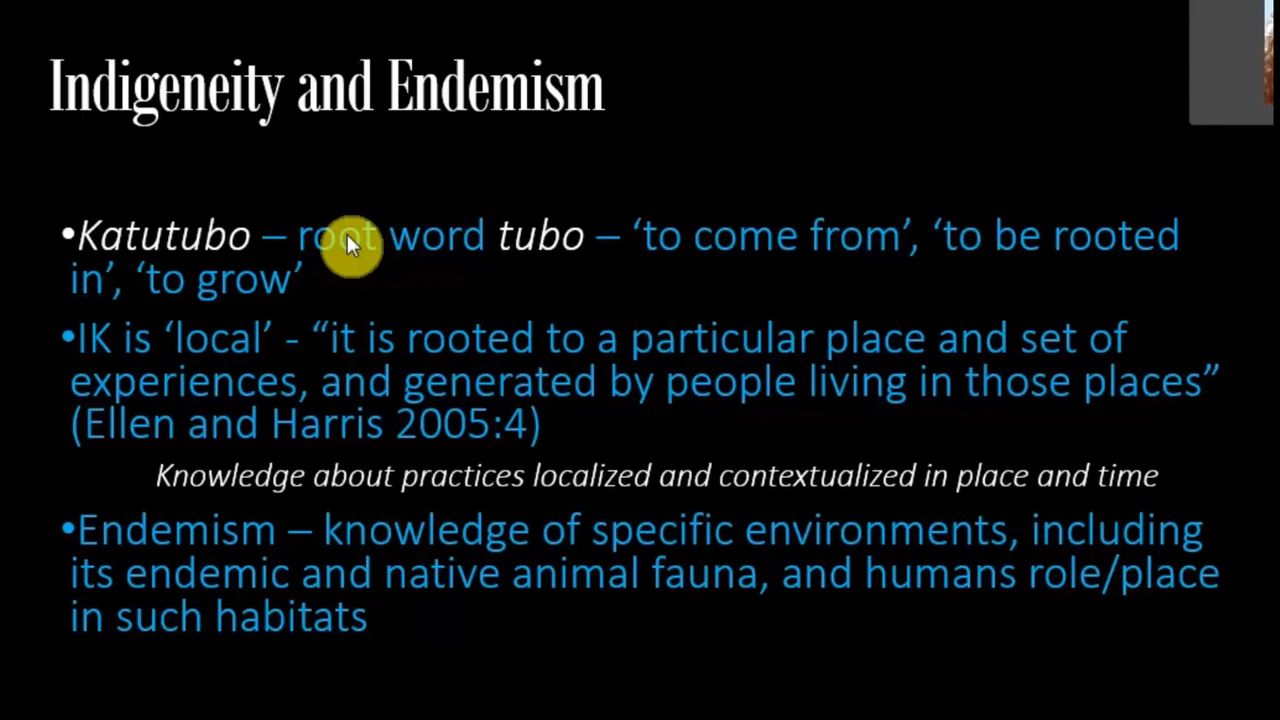 Indigeneity and Endemism
•Katutubo – root word tubo – ‘to come from’, ‘to be rooted
in’, ‘to grow’
•IK is ‘local’ - “it is rooted to a particular place and set of
experiences, and generated by people living in those places”
(Ellen and Harris 2005:4)
Knowledge about practices localized and contextualized in place and time
•Endemism – knowledge of specific environments, including
its endemic and native animal fauna, and humans role/place
in such habitats